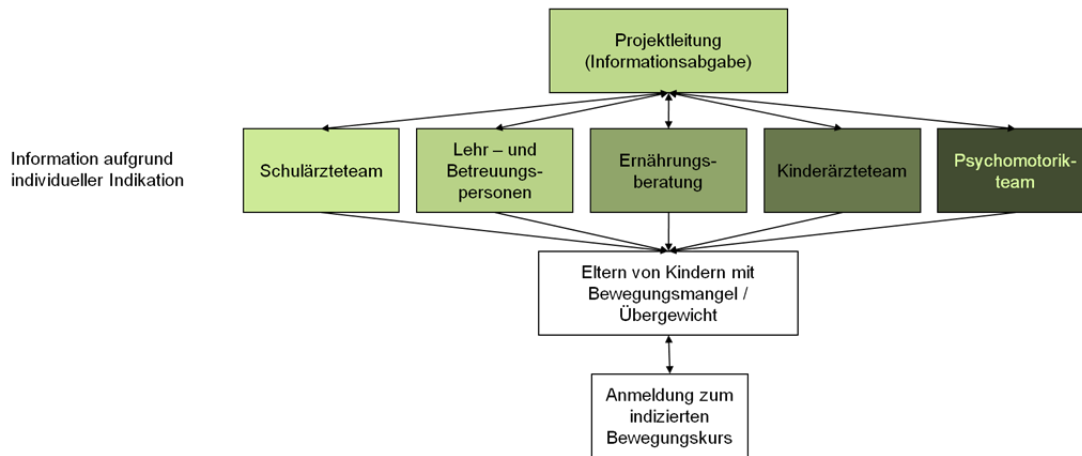 Projektleitung
(Informationsabgabe)
Information aufgrund
individueller Indikation
Schulärzteteam
Lehr – und
Betreuungs-
personen
Ernährungs-
beratung
Kinderärzteteam
Psychomotorik-
team
Eltern von Kindern mit
Bewegungsmangel /
Übergewicht
Anmeldung zum
indizierten
Bewegungskurs